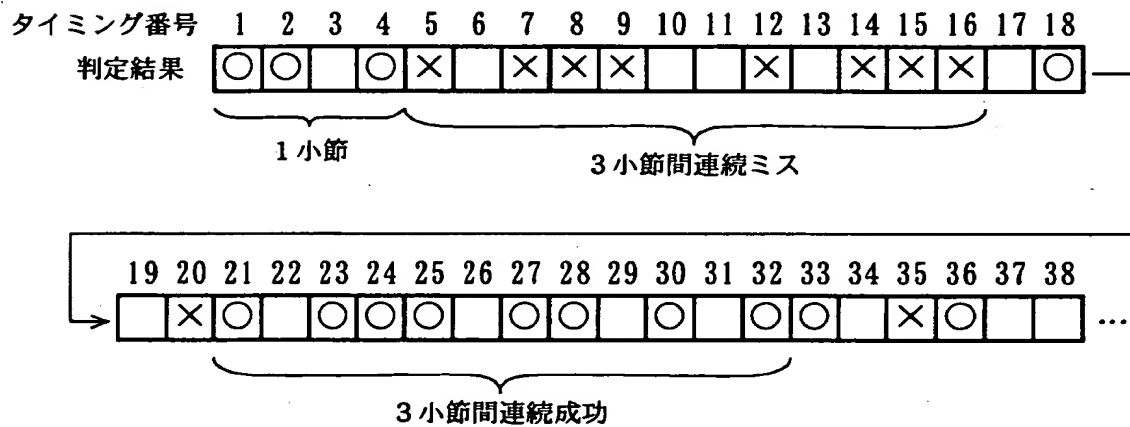 タイミング番号 1 2 3 4 5 6 7 8 9 10 11 12 13 14 15 16 17 18
判定結果 ○ ○ ○ × × × × × × × × ○
1小節
3小節間連続ミス
19 20 21 22 23 24 25 26 27 28 29 30 31 32 33 34 35 36 37 38
× ○ ○ ○ ○ ○ ○ ○ ○ ○ × ○ …
3小節間連続成功